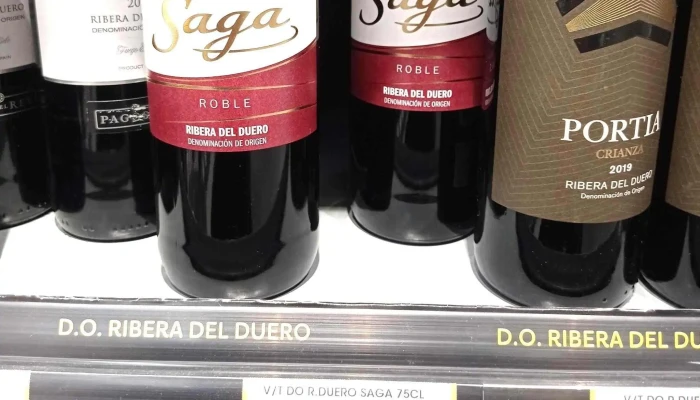 Saga
ROBLE
RIBERA DEL DUERO
DENOMINACIÓN DE ORIGEN
Saga
ROBLE
RIBERA DEL DUERO
DENOMINACIÓN DE ORIGEN
PORTIA
CRIANZA
2019
RIBERA DEL DUERO
Denominación de Origen
RIBERA DEL
D.O. RIBERA DEL DUERO
D.O. RIBERA DEL DU
V/T DO R.DUERO SAGA 75CL